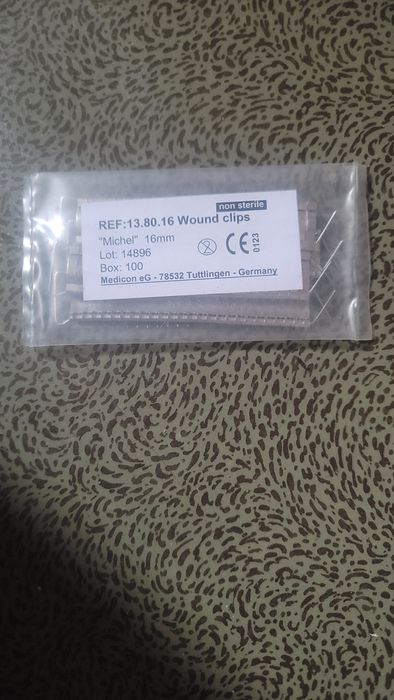 non sterile
REF:13.80.16 Wound clips
"Michel" 16mm
Lot: 14896
Box: 100
2
CE 0123
Medicon eG - 78532 Tuttlingen - Germany